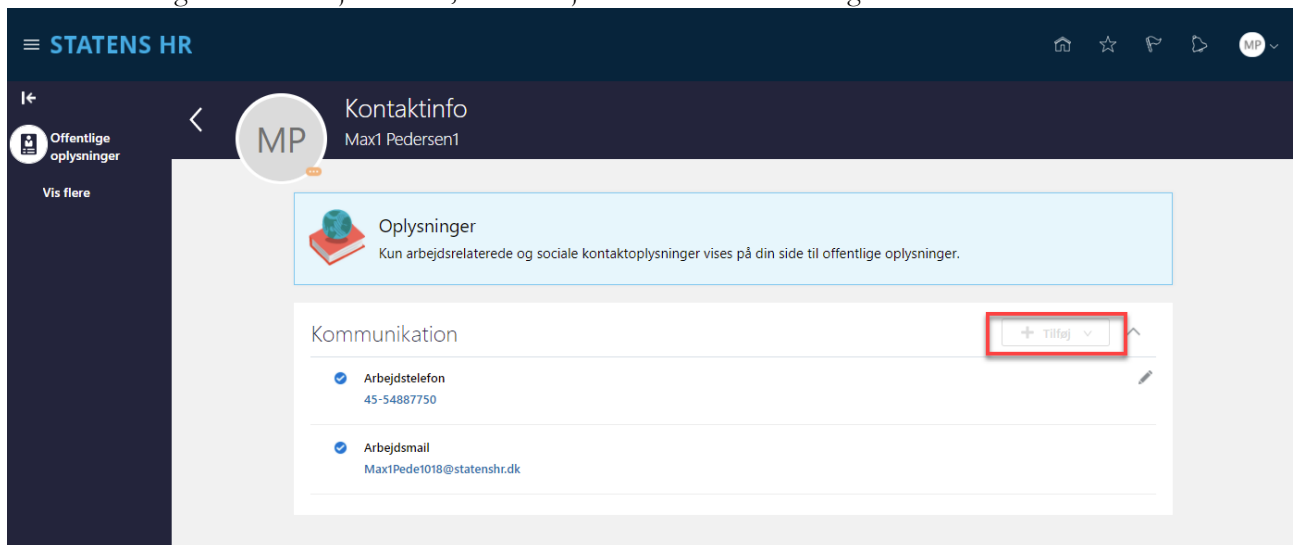 STATENS HR
MP
Offentlige
oplysninger
Vis flere
MP
Kontaktinfo
Max1 Pedersen1
Oplysninger
Kun arbejdsrelaterede og sociale kontaktoplysninger vises på din side til offentlige oplysninger.
Kommunikation
Tilføj
Arbejdstelefon
45-54887750
Arbejdsmail
Max1Pede1018@statenshr.dk